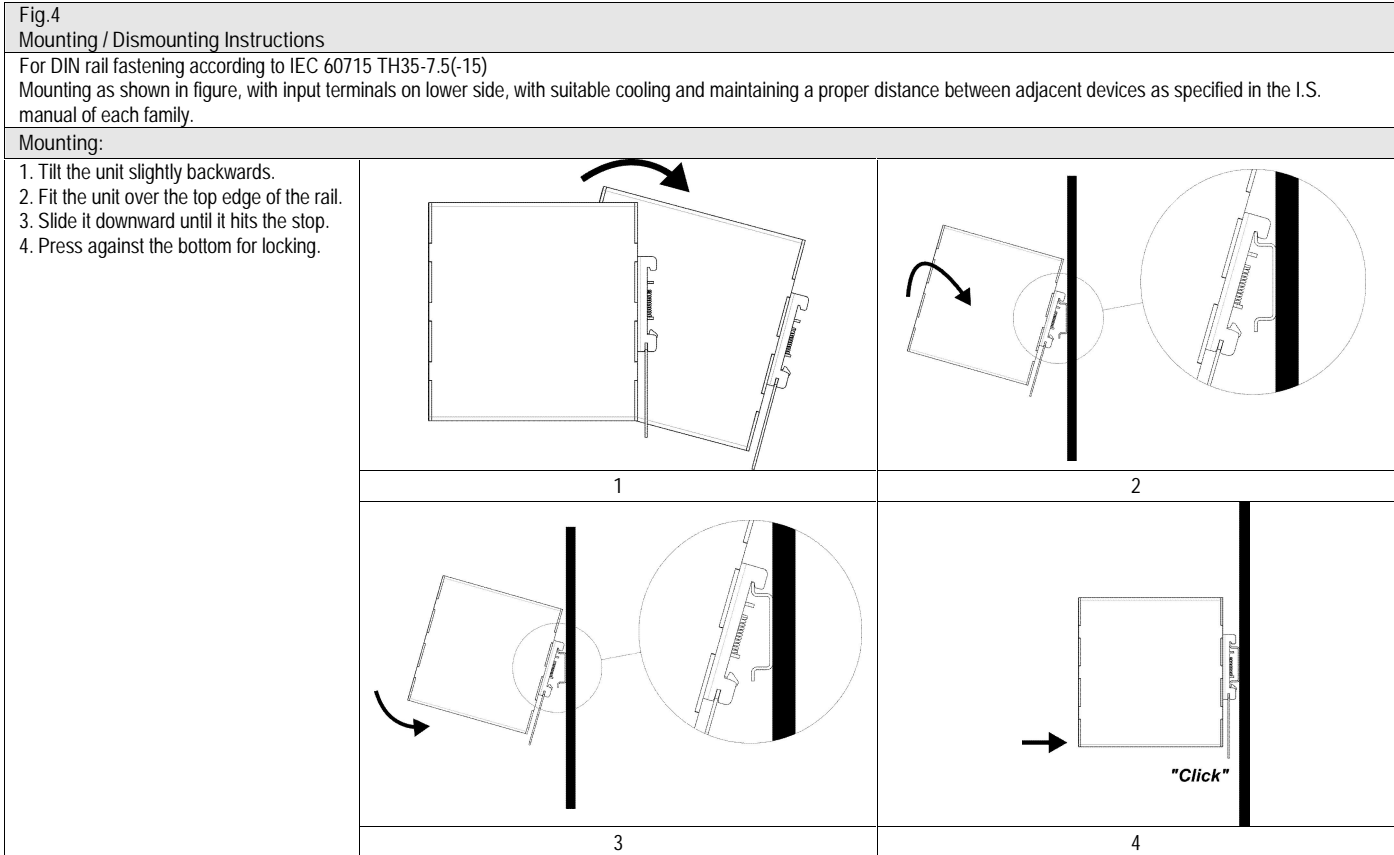 Fig.4
Mounting / Dismounting Instructions
For DIN rail fastening according to IEC 60715 TH35-7.5(-15)
Mounting as shown in figure, with input terminals on lower side, with suitable cooling and maintaining a proper distance between adjacent devices as specified in the I.S.
manual of each family.
Mounting:
1. Tilt the unit slightly backwards.
2. Fit the unit over the top edge of the rail.
3. Slide it downward until it hits the stop.
4. Press against the bottom for locking.
1
2
"Click"
3
4